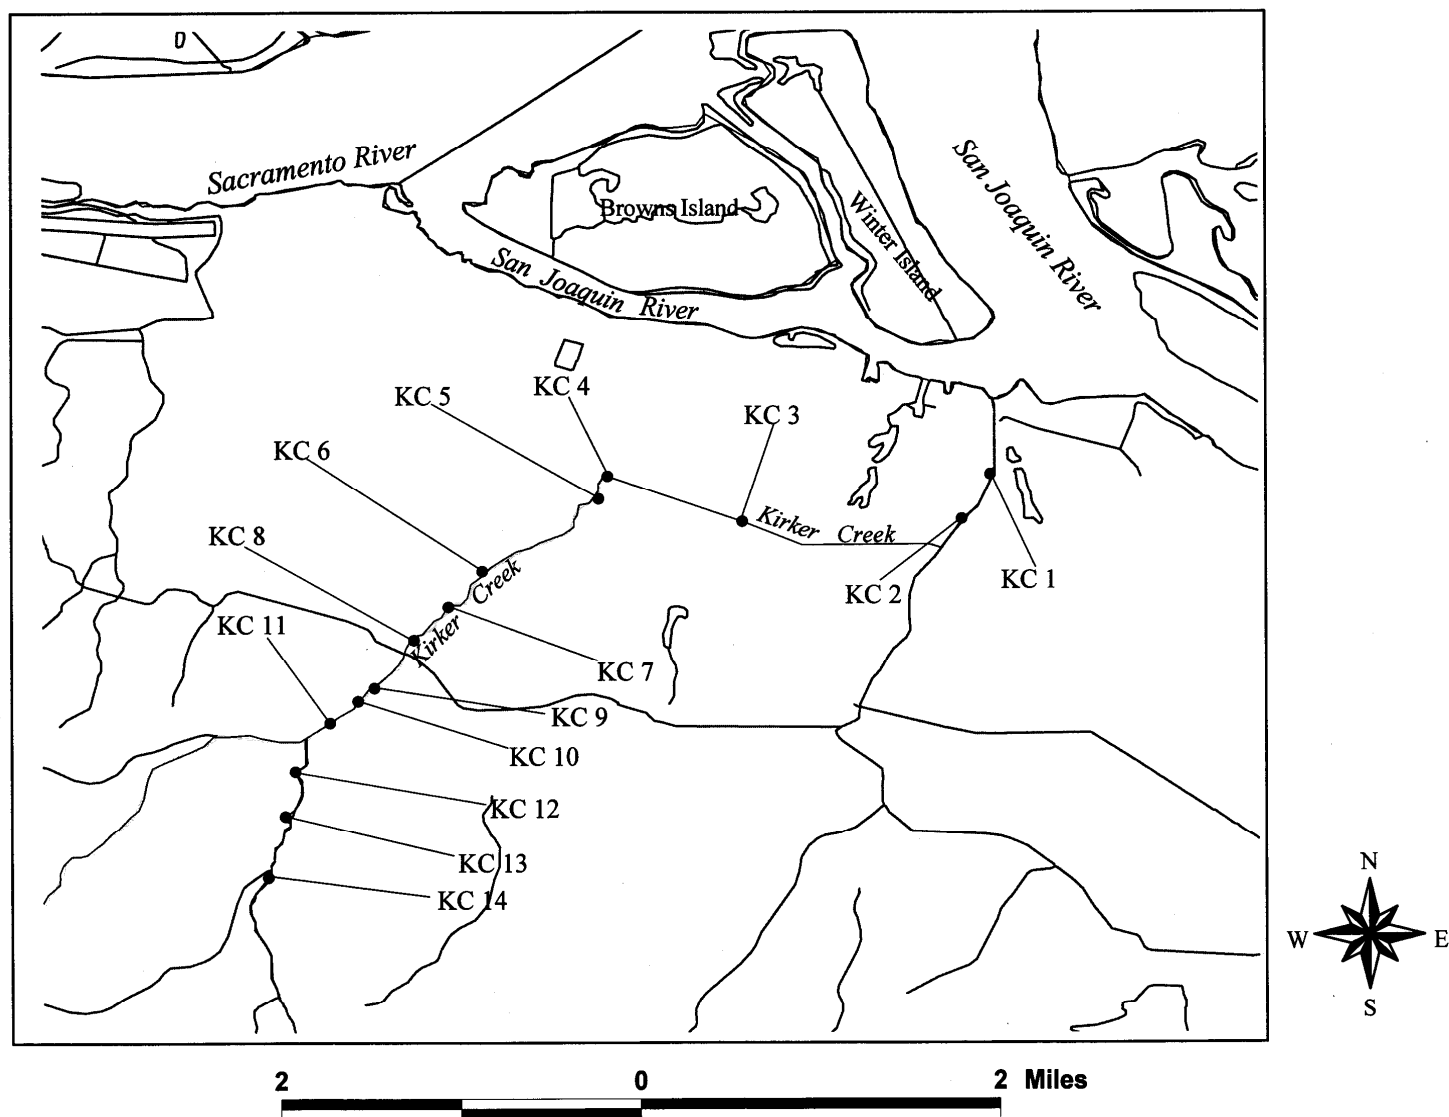 Sacramento River
Browns Island
Winter Island
San Joaquin River
San Joaquin River
KC 4
KC 5
KC 3
KC 6
Kirker Creek
KC 8
KC 1
KC 2
Kirker Creek
KC 11
KC 7
KC 9
KC 10
KC 12
KC 13
KC 14
N
W E
S
2 0 2 Miles